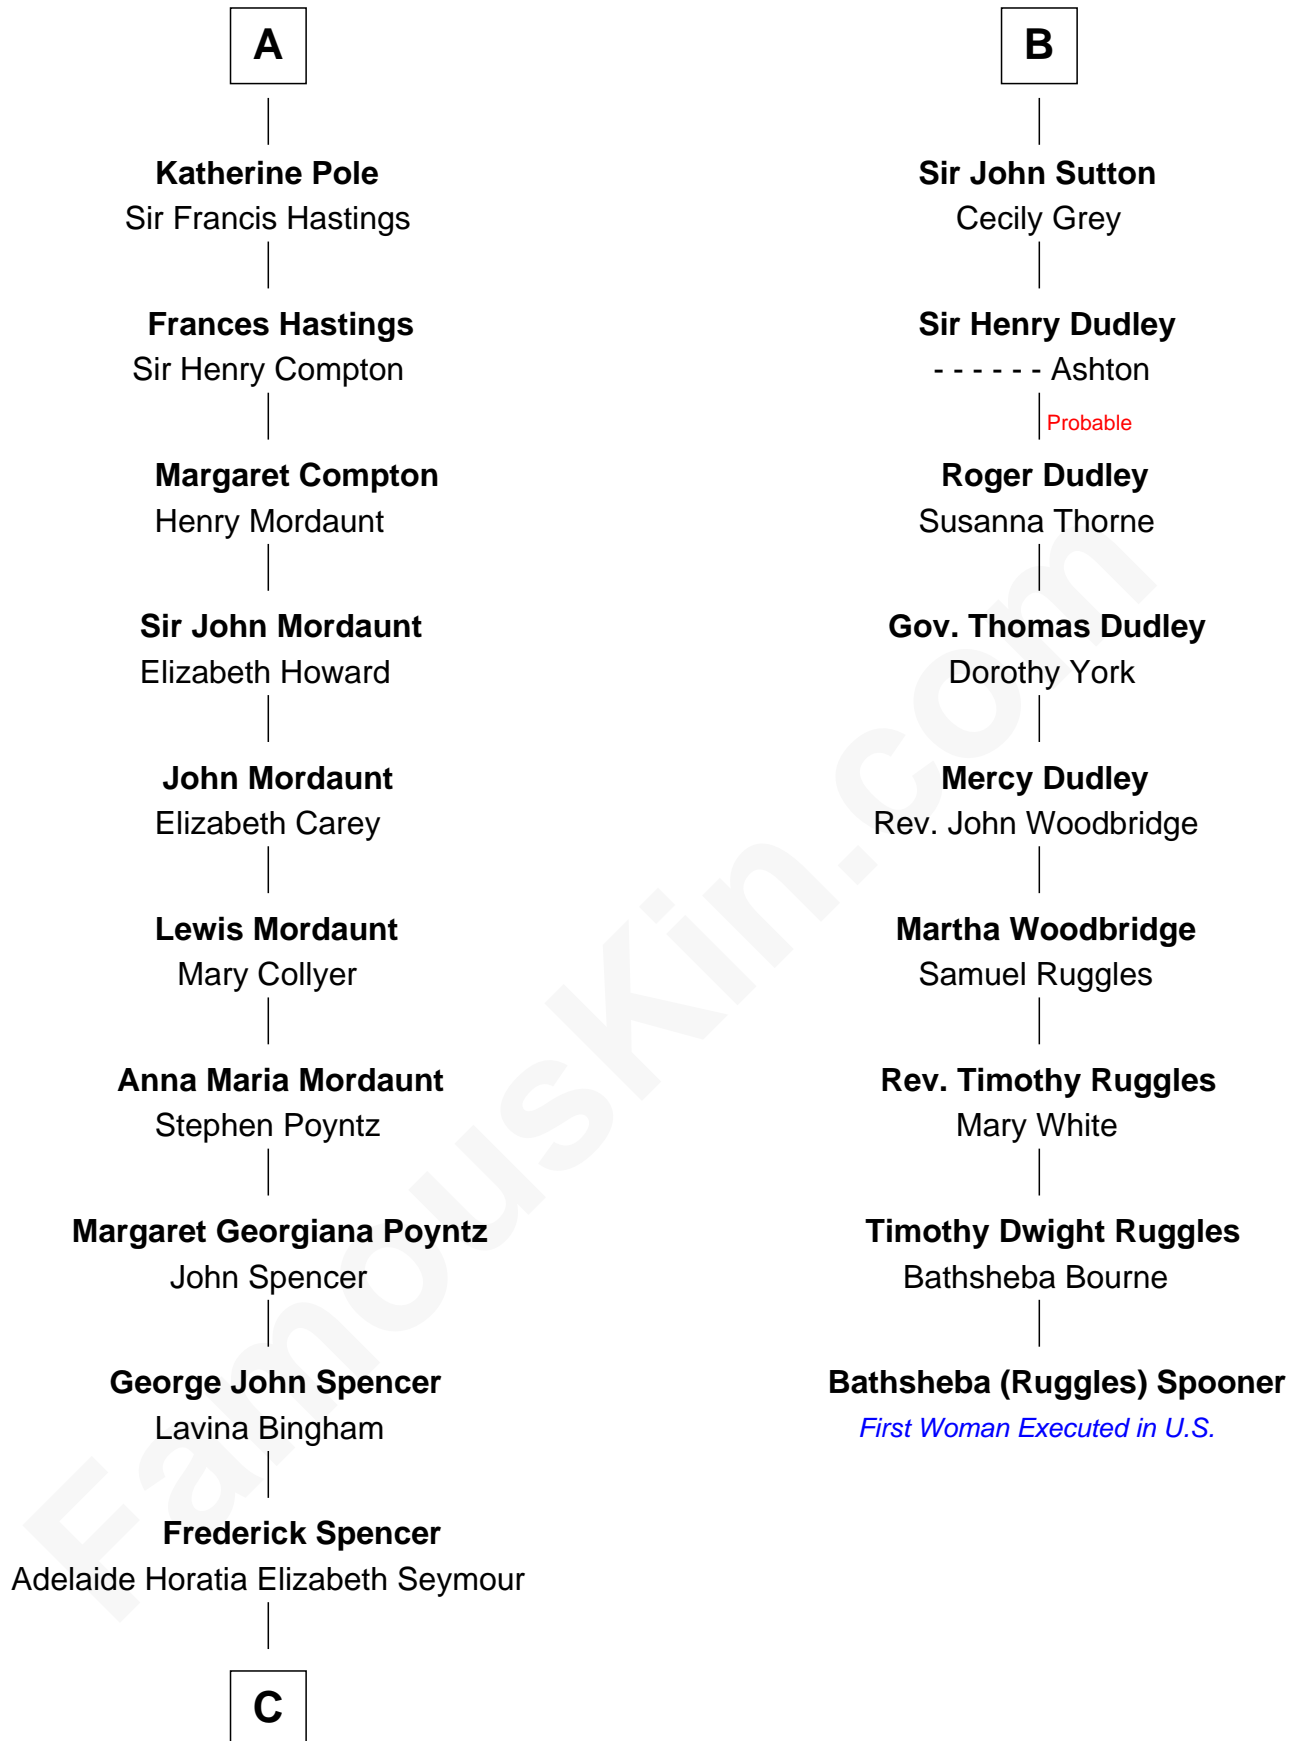 A
Katherine Pole
Sir Francis Hastings
Frances Hastings
Sir Henry Compton
Margaret Compton
Henry Mordaunt
Sir John Mordaunt
Elizabeth Howard
John Mordaunt
Elizabeth Carey
Lewis Mordaunt
Mary Collyer
Anna Maria Mordaunt
Stephen Poyntz
Margaret Georgiana Poyntz
John Spencer
George John Spencer
Lavina Bingham
Frederick Spencer
Adelaide Horatia Elizabeth Seymour
C
B
Sir John Sutton
Cecily Grey
Sir Henry Dudley
- - - - - - Ashton
Probable
Roger Dudley
Susanna Thorne
Gov. Thomas Dudley
Dorothy York
Mercy Dudley
Rev. John Woodbridge
Martha Woodbridge
Samuel Ruggles
Rev. Timothy Ruggles
Mary White
Timothy Dwight Ruggles
Bathsheba Bourne
Bathsheba (Ruggles) Spooner
First Woman Executed in U.S.
FamousKin.com